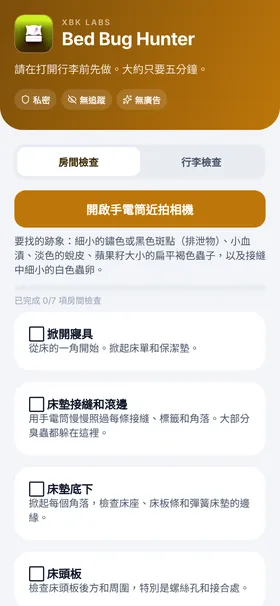 XBK LABS
Bed Bug Hunter
請在打開行李前先做。大約只要五分鐘。
私密
無追蹤
無廣告
房間檢查
行李檢查
開啟手電筒近拍相機
要找的跡象：細小的鏽色或黑色斑點（排泄物）、小血
漬、淡色的蛻皮、蘋果籽大小的扁平褐色蟲子，以及接縫
中細小的白色蟲卵。
已完成 0/7 項房間檢查
掀開寢具
從床的一角開始。掀起床單和保潔墊。
床墊接縫和滾邊
用手電筒慢慢照過每條接縫、標籤和角落。大部分
臭蟲都躲在這裡。
床墊底下
掀起每個角落，檢查床座、床板條和彈簧床墊的邊
緣。
床頭板
檢查床頭板後方和周圍，特別是螺絲孔和接合處。